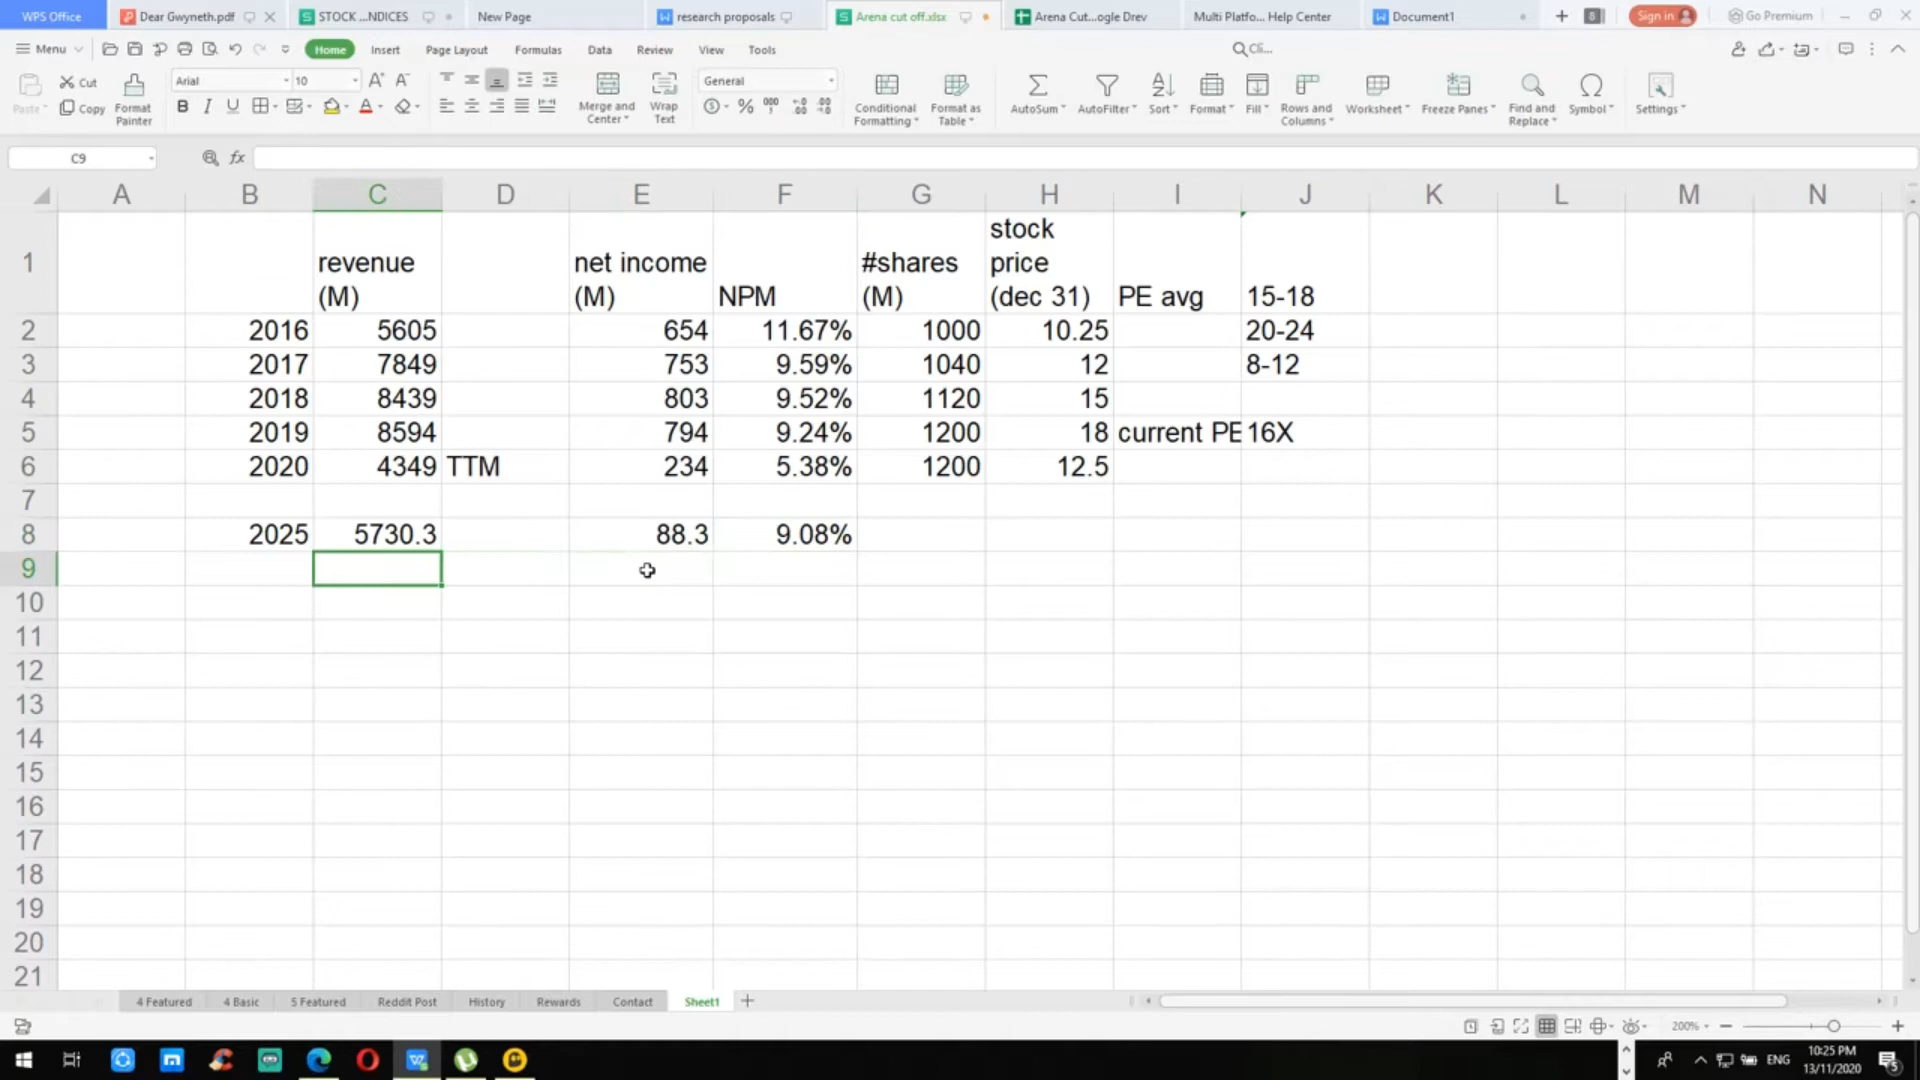 WPS Office
Dear Gwyneth.pdf
STOCK ...NDICES
New Page
research proposals
Arena cut off.xlsx
Arena Cut...ogle Drev
Multi Platfo... Help Center
Document1
8
Sign in
Go Premium
Menu
Home
Insert
Page Layout
Formulas
Data
Review
View
Tools
Cli...
Paste
Cut
Copy
Format Painter
Arial
10
Merge and Center
Wrap Text
General
Conditional Formatting
Format as Table
AutoSum
AutoFilter
Sort
Format
Fill
Rows and Columns
Worksheet
Freeze Panes
Find and Replace
Symbol
Settings
C9
fx
A B C D E F G H I J K L M N
1 revenue (M) net income (M) NPM #shares (M) stock price (dec 31) PE avg 15-18
2 2016 5605 654 11.67% 1000 10.25 20-24
3 2017 7849 753 9.59% 1040 12 8-12
4 2018 8439 803 9.52% 1120 15
5 2019 8594 794 9.24% 1200 18 current PE 16X
6 2020 4349 TTM 234 5.38% 1200 12.5
7
8 2025 5730.3 88.3 9.08%
9
10
11
12
13
14
15
16
17
18
19
20
21
4 Featured
4 Basic
5 Featured
Reddit Post
History
Rewards
Contact
Sheet1
200%
ENG
10:25 PM
13/11/2020
5